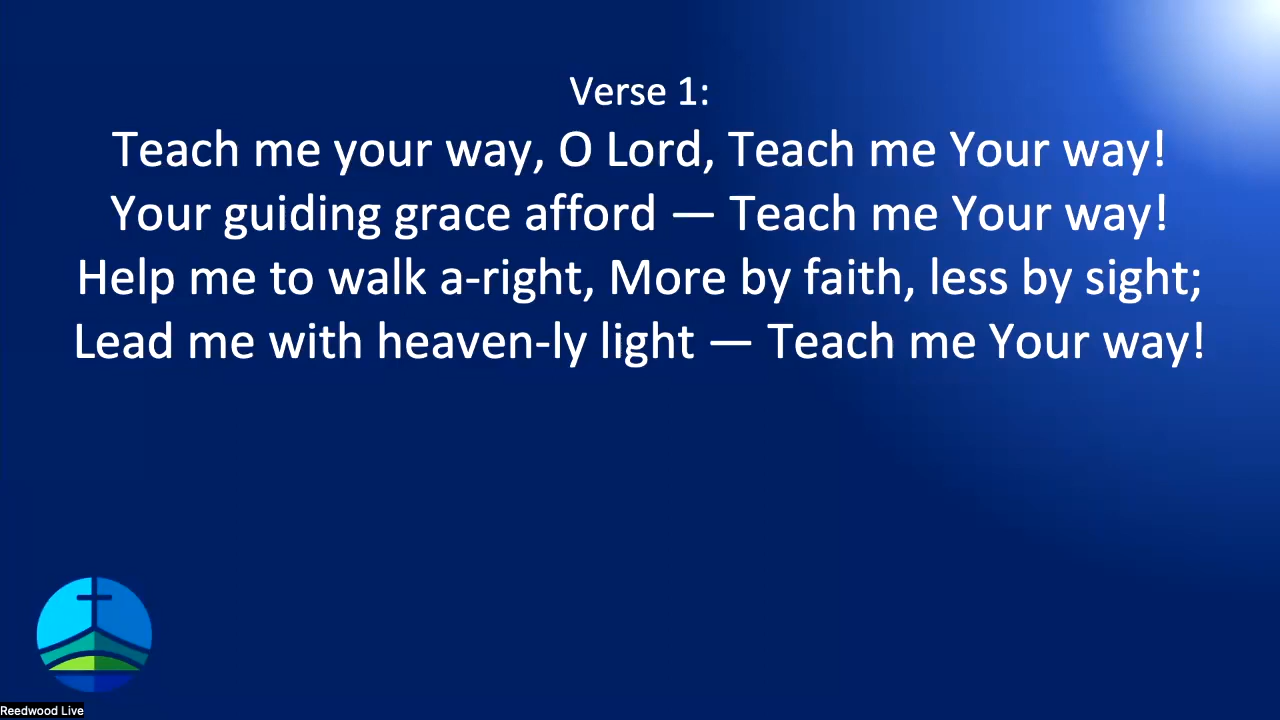 Verse 1:
Teach me your way, O Lord, Teach me Your way!
Your guiding grace afford — Teach me Your way!
Help me to walk a-right, More by faith, less by sight;
Lead me with heaven-ly light — Teach me Your way!
Reedwood Live